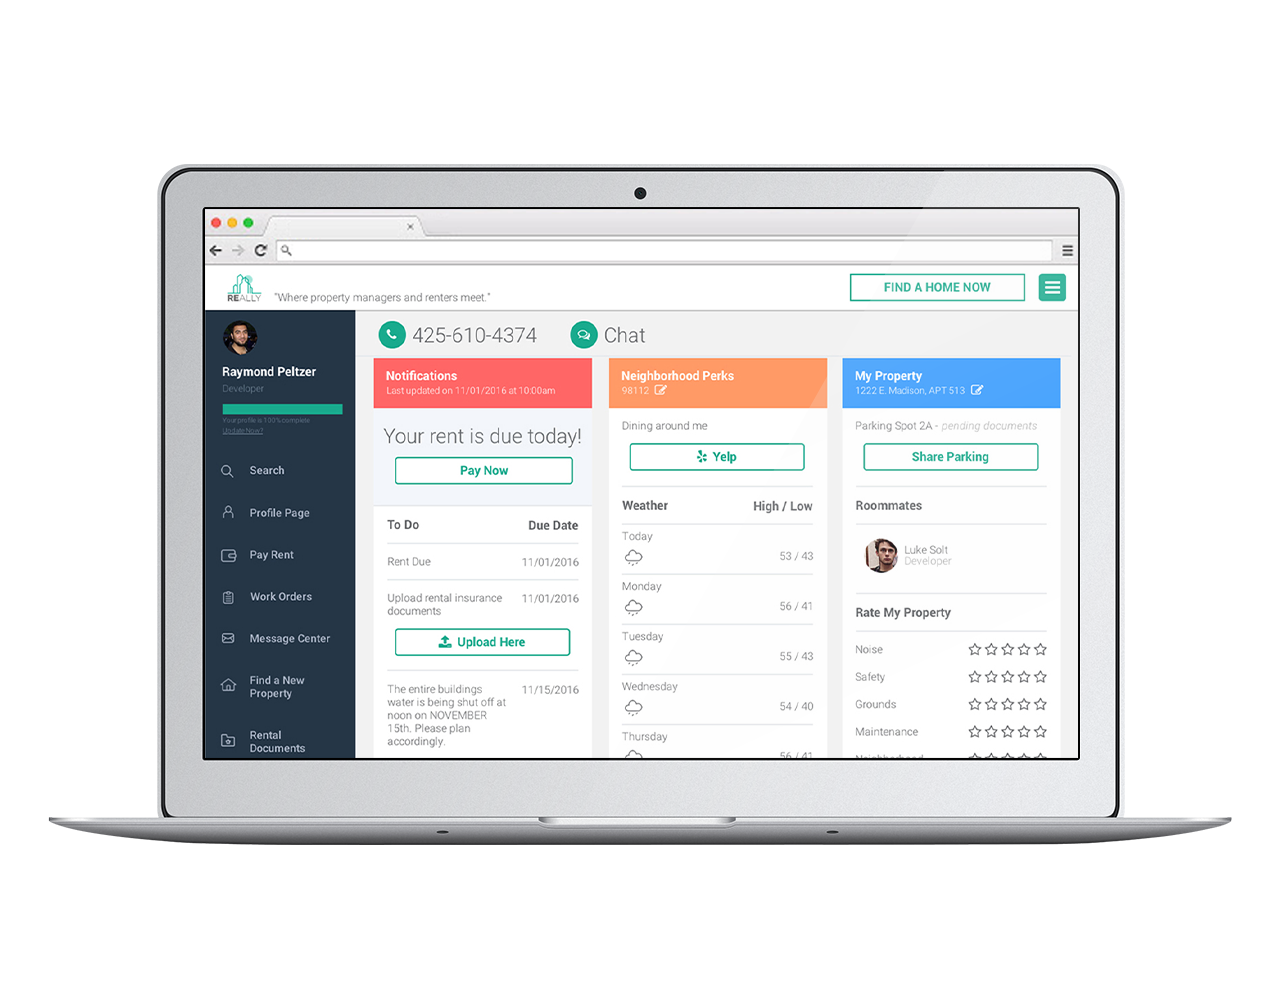 REALLY
"Where property managers and renters meet."
FIND A HOME NOW
Raymond Peltzer
Developer
Your profile is 100% complete
Update Now?
Search
Profile Page
Pay Rent
Work Orders
Message Center
Find a New
Property
Rental
Documents
425-610-4374
Chat
Notifications
Last updated on 11/01/2016 at 10:00am
Your rent is due today!
Pay Now
To Do
Due Date
Rent Due
11/01/2016
Upload rental insurance
documents
11/01/2016
Upload Here
The entire buildings
water is being shut off at
noon on NOVEMBER
15th. Please plan
accordingly.
11/15/2016
Neighborhood Perks
98112
Dining around me
Yelp
Weather
High / Low
Today
53 / 43
Monday
56 / 41
Tuesday
55 / 43
Wednesday
54 / 40
Thursday
56 / 41
My Property
1222 E. Madison, APT 513
Parking Spot 2A - pending documents
Share Parking
Roommates
Luke Solt
Developer
Rate My Property
Noise
Safety
Grounds
Maintenance
Neighborhood